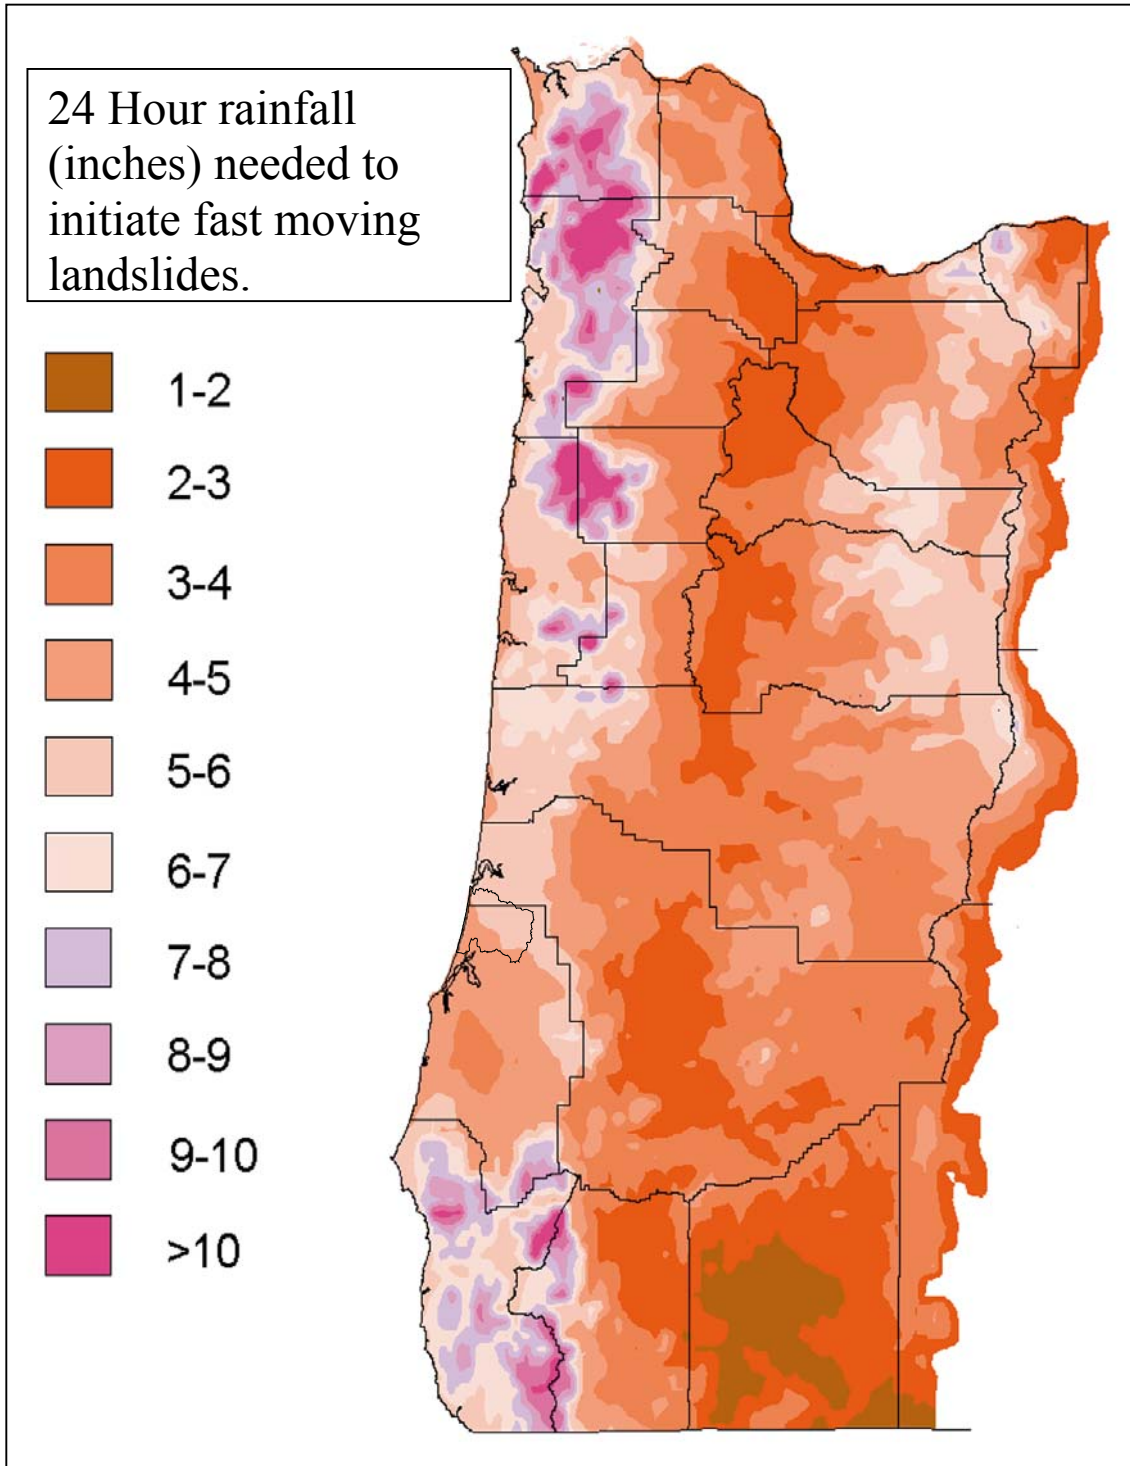 24 Hour rainfall
(inches) needed to
initiate fast moving
landslides.
1-2
2-3
3-4
4-5
5-6
6-7
7-8
8-9
9-10
>10